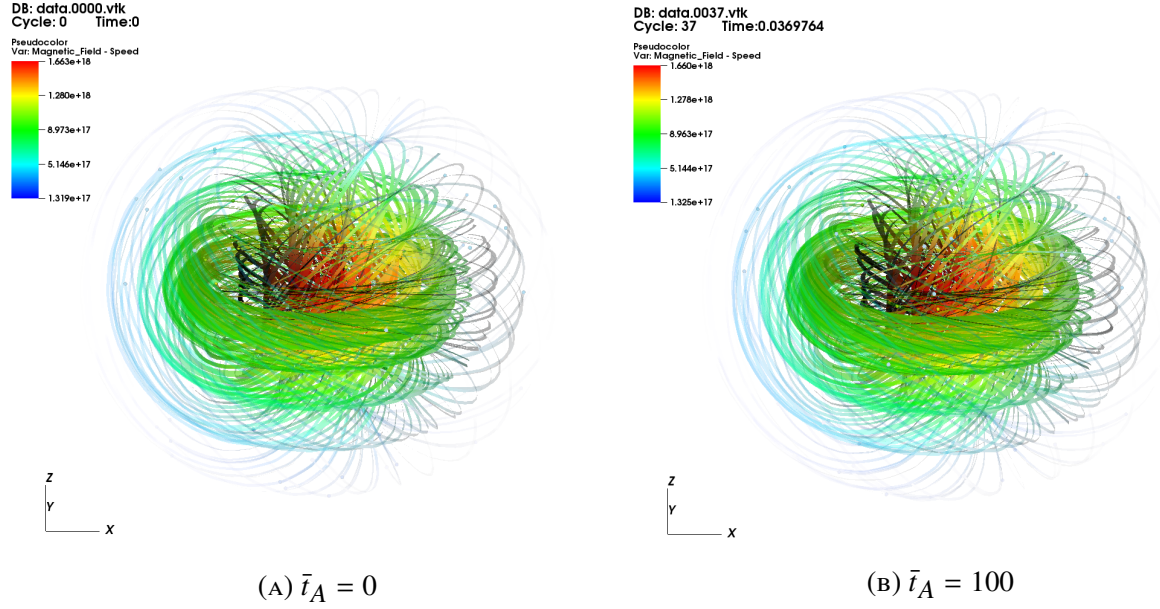 DB: data.0000.vtk
Cycle: 0 Time:0
Pseudocolor
Var: Magnetic_Field - Speed
1.663e+18
1.280e+18
8.973e+17
5.146e+17
1.319e+17
Z
Y
X
(A) t̄_A = 0
DB: data.0037.vtk
Cycle: 37 Time:0.0369764
Pseudocolor
Var: Magnetic_Field - Speed
1.660e+18
1.278e+18
8.963e+17
5.144e+17
1.325e+17
Z
Y
X
(B) t̄_A = 100